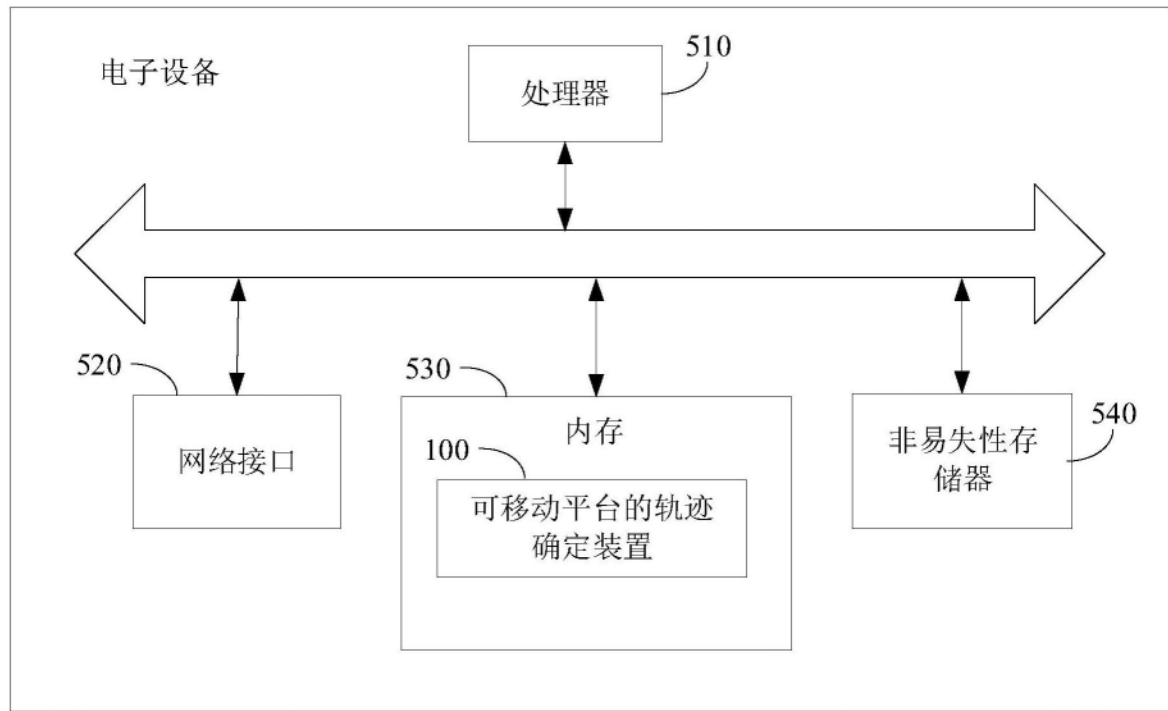 电子设备
510
处理器
520
网络接口
530
内存
100
可移动平台的轨迹
确定装置
540
非易失性存
储器